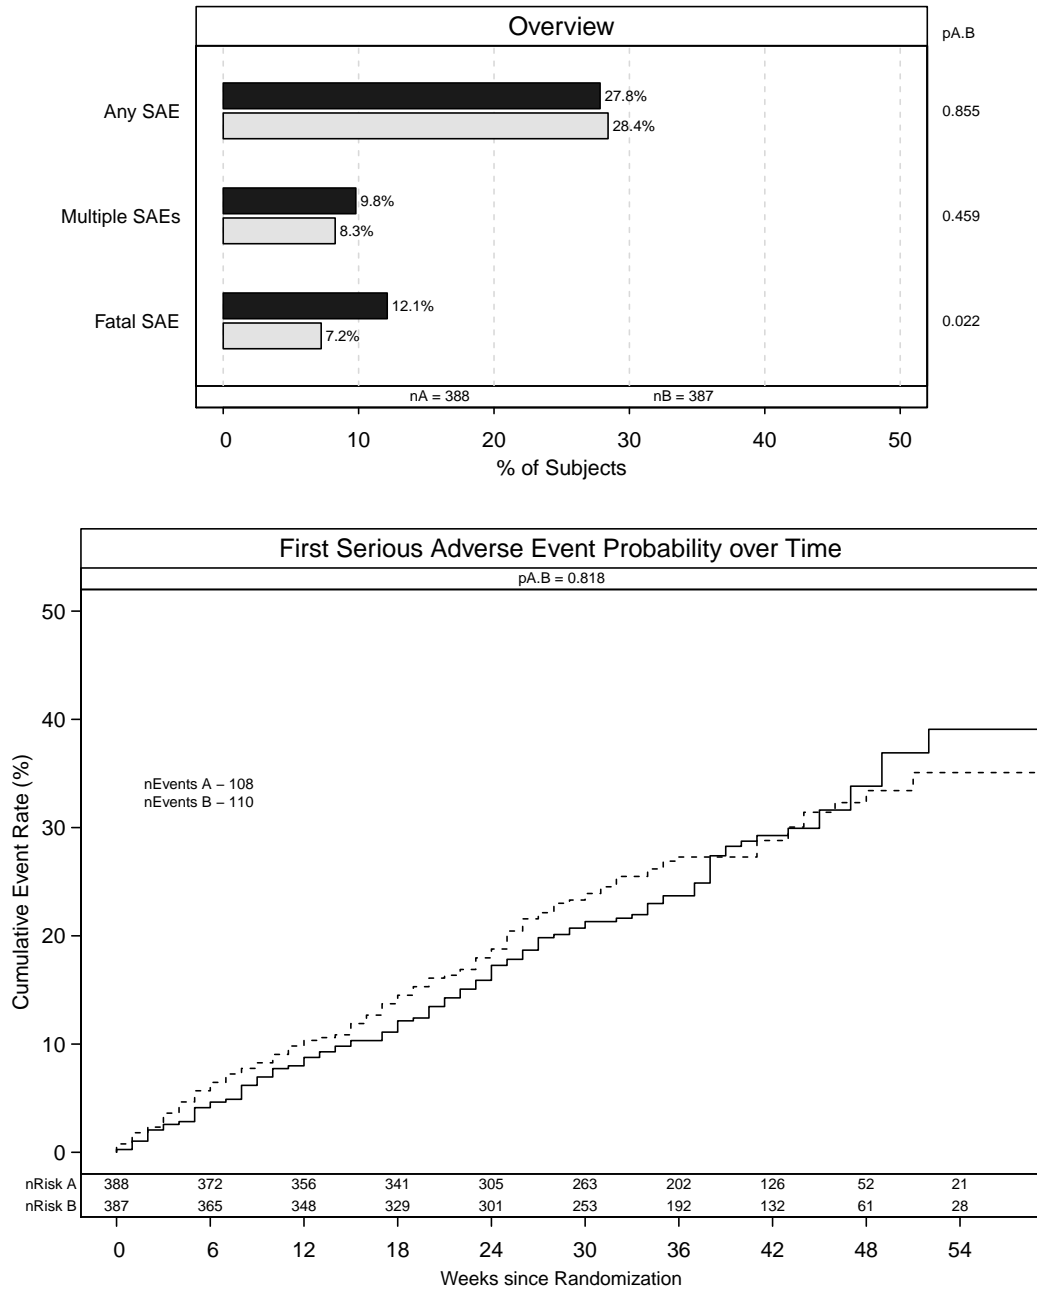 Overview
pA.B
Any SAE
27.8%
28.4%
0.855
Multiple SAEs
9.8%
8.3%
0.459
Fatal SAE
12.1%
7.2%
0.022
nA = 388 nB = 387
0 10 20 30 40 50
% of Subjects
First Serious Adverse Event Probability over Time
pA.B = 0.818
50
40
30
20
10
0
Cumulative Event Rate (%)
nEvents A – 108
nEvents B – 110
nRisk A 388 372 356 341 305 263 202 126 52 21
nRisk B 387 365 348 329 301 253 192 132 61 28
0 6 12 18 24 30 36 42 48 54
Weeks since Randomization